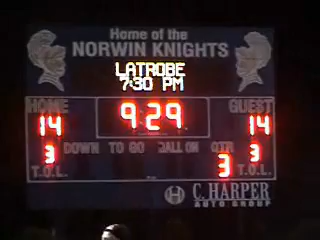 Home of the
NORWIN KNIGHTS
LATROBE
7:30 PM
HOME 9:29 GUEST
14 14
3 DOWN TO GO BALL ON QTR 3
T.O.L. 3 T.O.L.
C. HARPER
AUTO GROUP